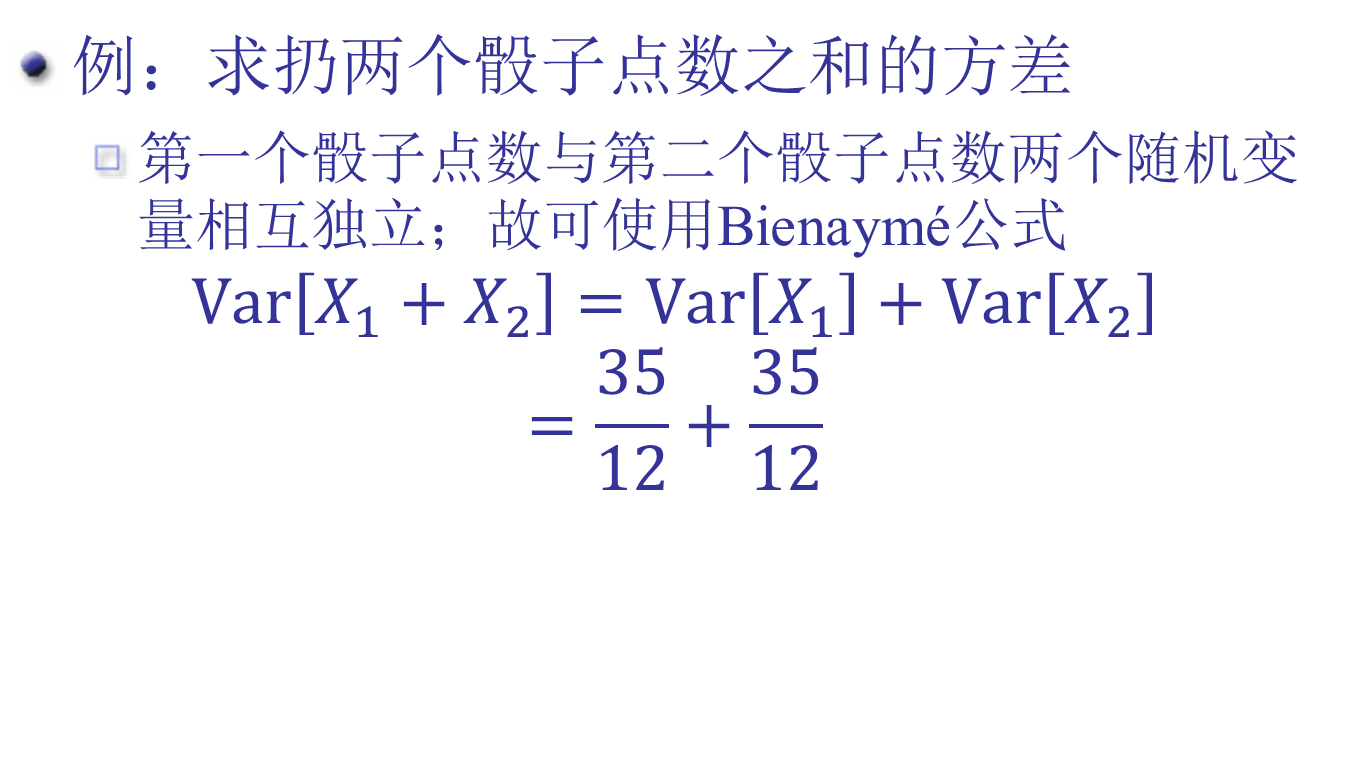 例：求扔两个骰子点数之和的方差
第一个骰子点数与第二个骰子点数两个随机变
量相互独立；故可使用Bienaymé公式
Var[X₁ + X₂] = Var[X₁] + Var[X₂]
= 35/12 + 35/12